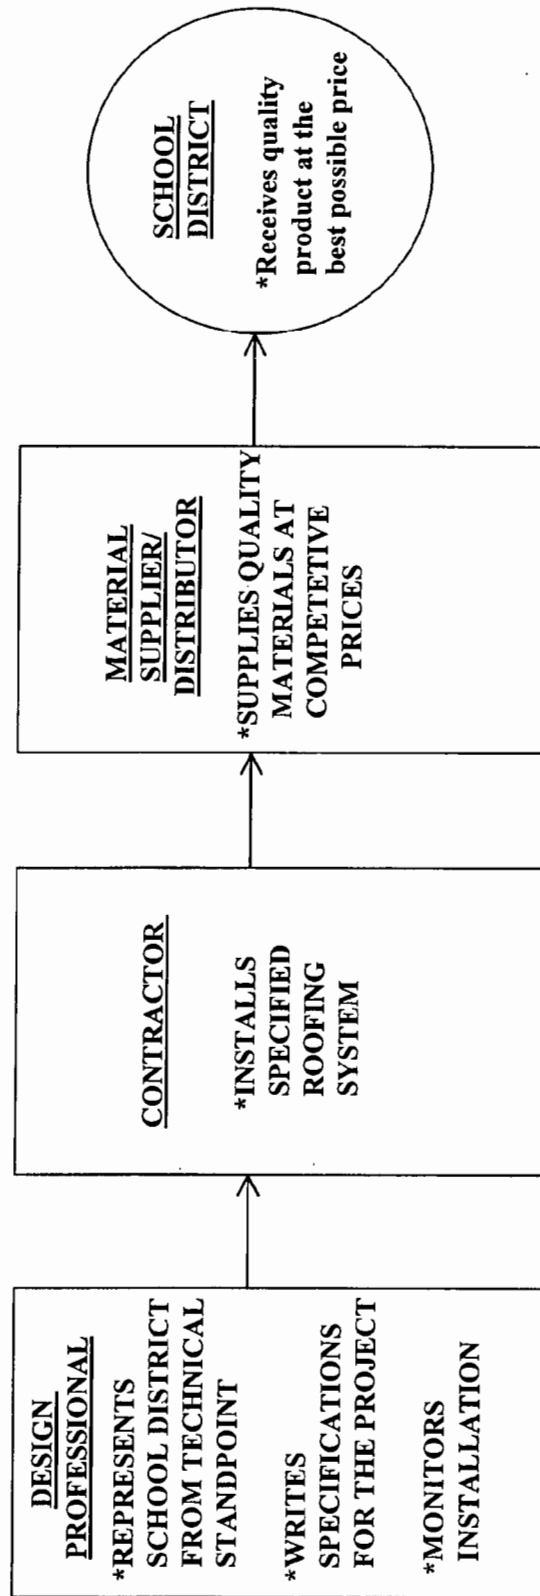 DESIGN
PROFESSIONAL
*REPRESENTS
SCHOOL DISTRICT
FROM TECHNICAL
STANDPOINT
*WRITES
SPECIFICATIONS
FOR THE PROJECT
*MONITORS
INSTALLATION
CONTRACTOR
*INSTALLS
SPECIFIED
ROOFING
SYSTEM
MATERIAL
SUPPLIER/
DISTRIBUTOR
*SUPPLIES QUALITY
MATERIALS AT
COMPETETIVE
PRICES
SCHOOL
DISTRICT
*Receives quality
product at the
best possible price